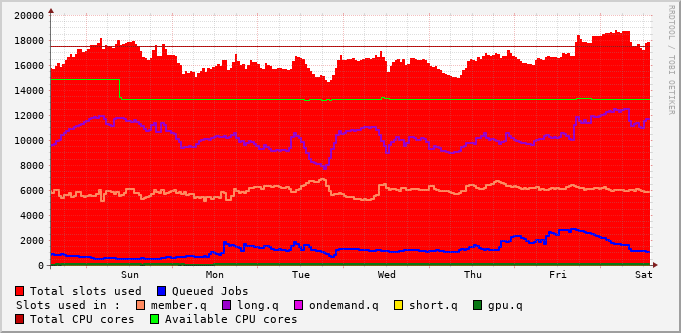 20000
18000
16000
14000
12000
10000
8000
6000
4000
2000
0
Sun Mon Tue Wed Thu Fri Sat
RRDTOOL / TOBI OETIKER
Total slots used Queued Jobs
Slots used in : member.q long.q ondemand.q short.q gpu.q
Total CPU cores Available CPU cores